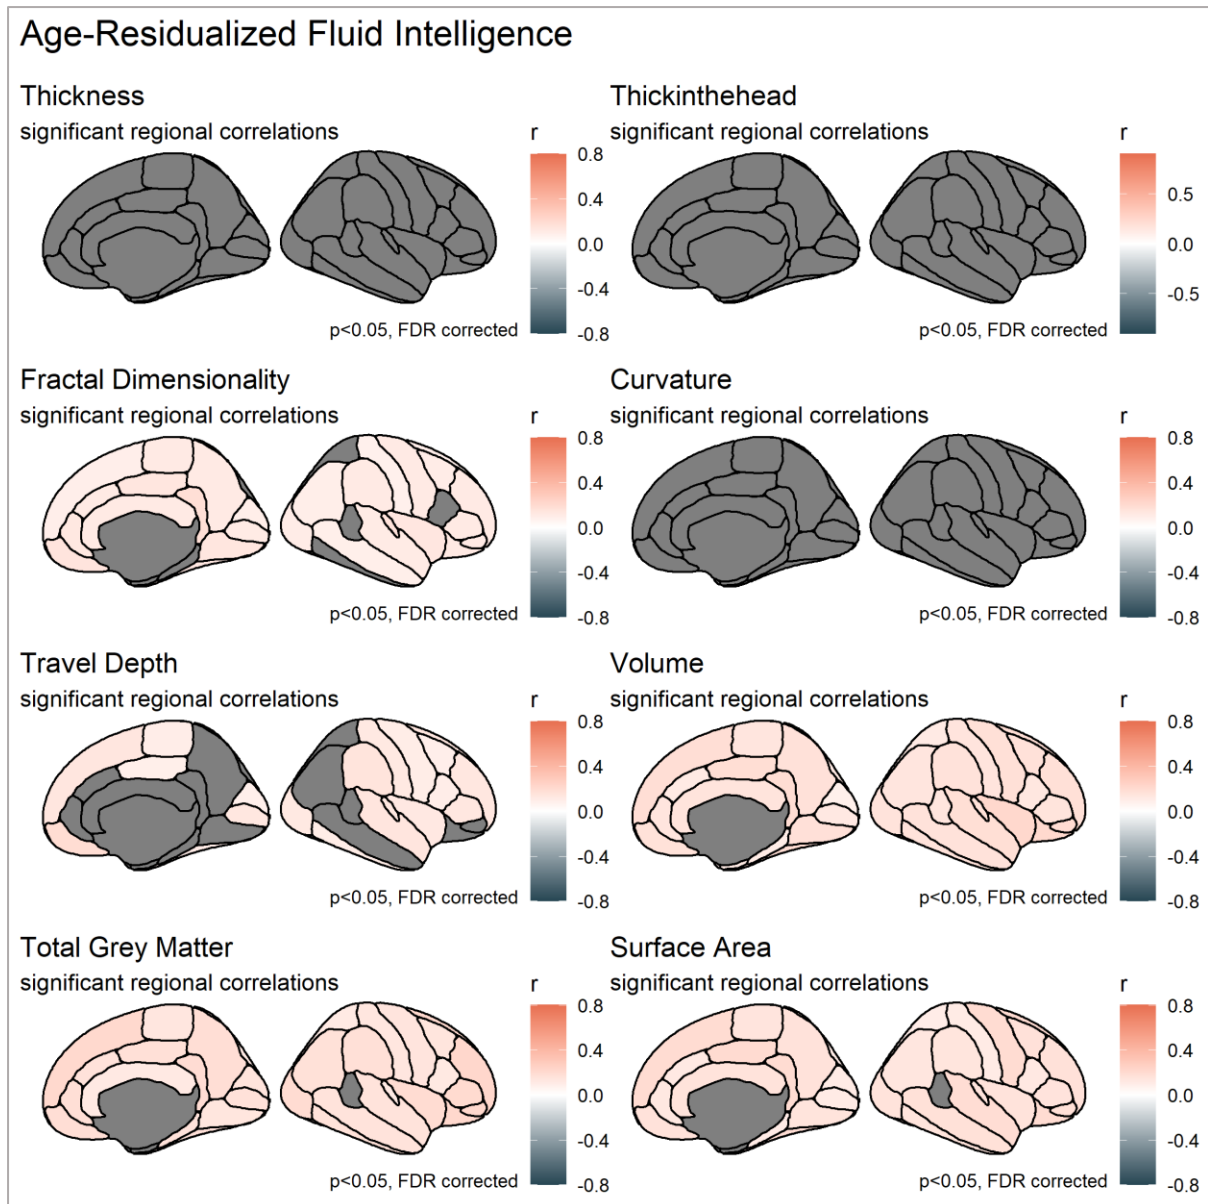 Age-Residualized Fluid Intelligence
Thickness
significant regional correlations
r
0.8
0.4
0.0
-0.4
-0.8
p<0.05, FDR corrected
Thickinthehead
significant regional correlations
r
0.5
0.0
-0.5
p<0.05, FDR corrected
Fractal Dimensionality
significant regional correlations
r
0.8
0.4
0.0
-0.4
-0.8
p<0.05, FDR corrected
Curvature
significant regional correlations
r
0.8
0.4
0.0
-0.4
-0.8
p<0.05, FDR corrected
Travel Depth
significant regional correlations
r
0.8
0.4
0.0
-0.4
-0.8
p<0.05, FDR corrected
Volume
significant regional correlations
r
0.8
0.4
0.0
-0.4
-0.8
p<0.05, FDR corrected
Total Grey Matter
significant regional correlations
r
0.8
0.4
0.0
-0.4
-0.8
p<0.05, FDR corrected
Surface Area
significant regional correlations
r
0.8
0.4
0.0
-0.4
-0.8
p<0.05, FDR corrected